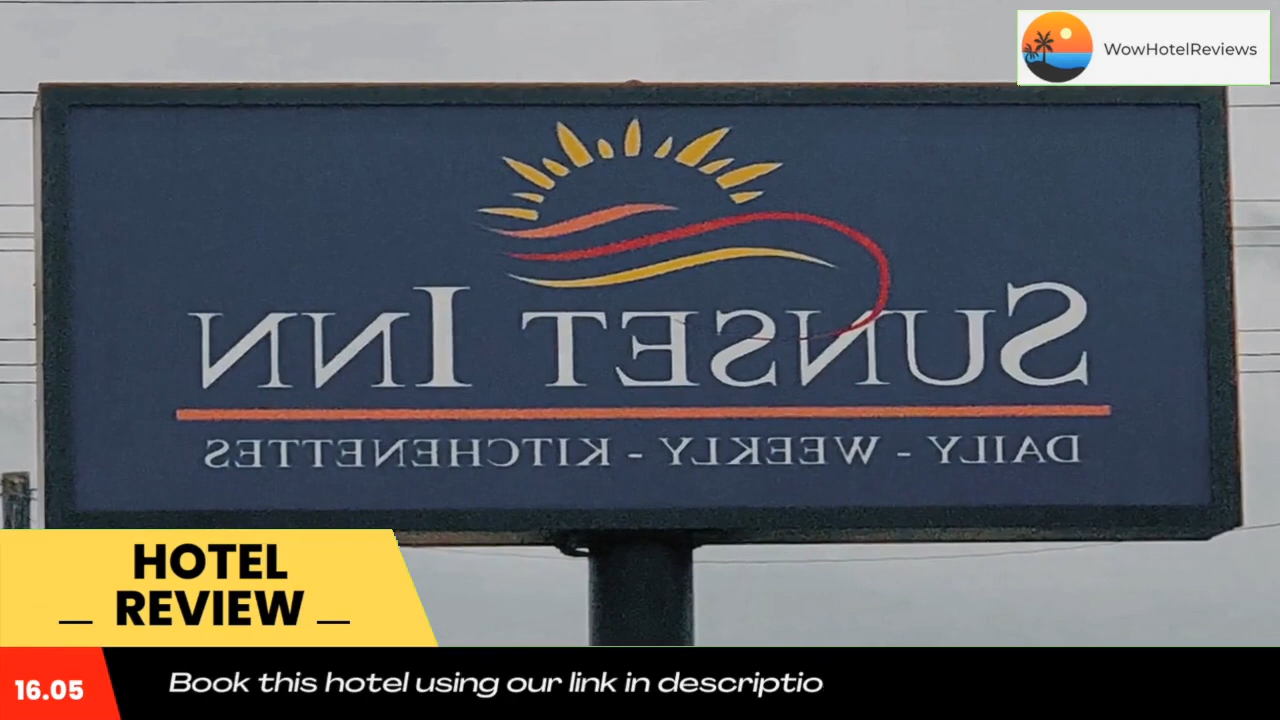 WowHotelReviews
SUNSET INN
DAILY - WEEKLY - KITCHENETTES
HOTEL
REVIEW
16.05
Book this hotel using our link in descriptio